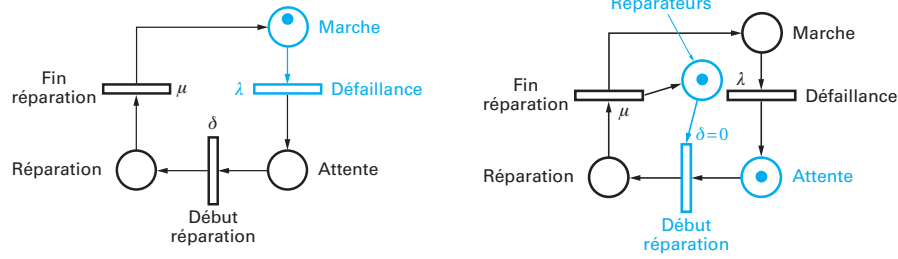 Marche
Fin
réparation
μ
λ
Défaillance
δ
Réparation
Attente
Début
réparation
Réparateurs
Marche
Fin
réparation
μ
λ
Défaillance
δ=0
Réparation
Attente
Début
réparation